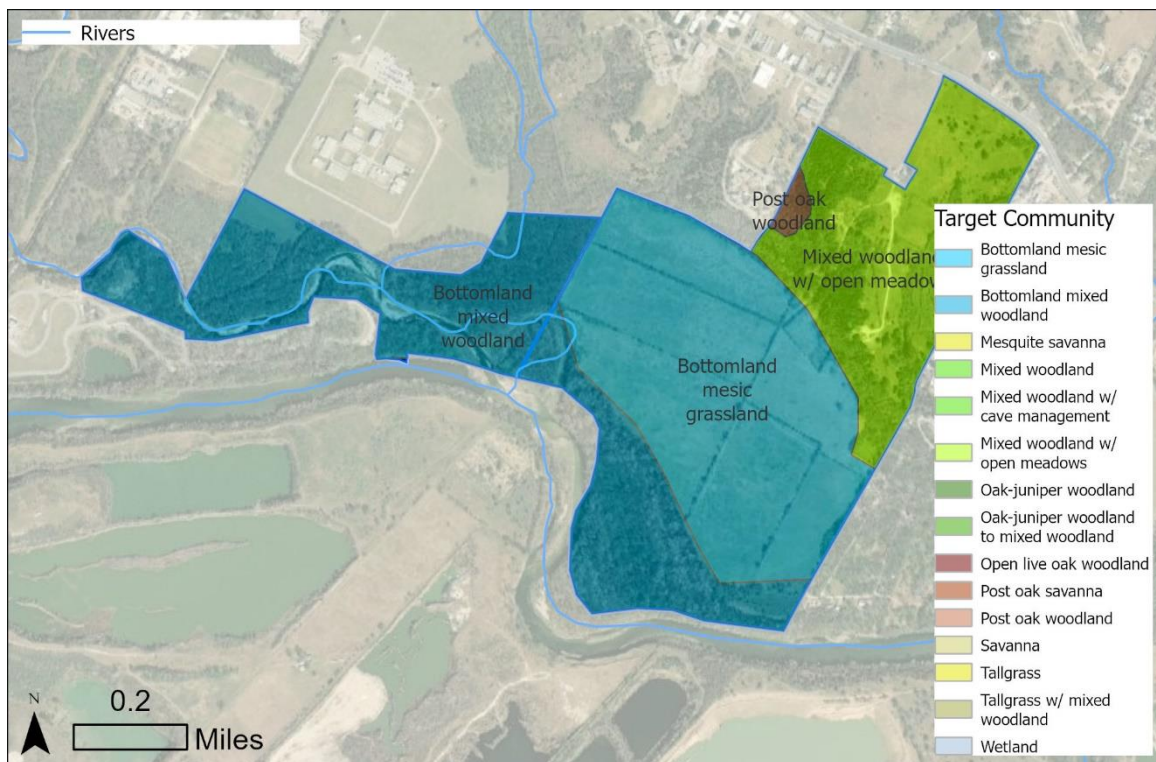 Rivers
Post oak
woodland
Mixed woodland
w/ open meadow
Bottomland
mixed
woodland
Bottomland
mesic
grassland
Target Community
Bottomland mesic
grassland
Bottomland mixed
woodland
Mesquite savanna
Mixed woodland
Mixed woodland w/
cave management
Mixed woodland w/
open meadows
Oak-juniper woodland
Oak-juniper woodland
to mixed woodland
Open live oak woodland
Post oak savanna
Post oak woodland
Savanna
Tallgrass
Tallgrass w/ mixed
woodland
Wetland
N
0.2
Miles